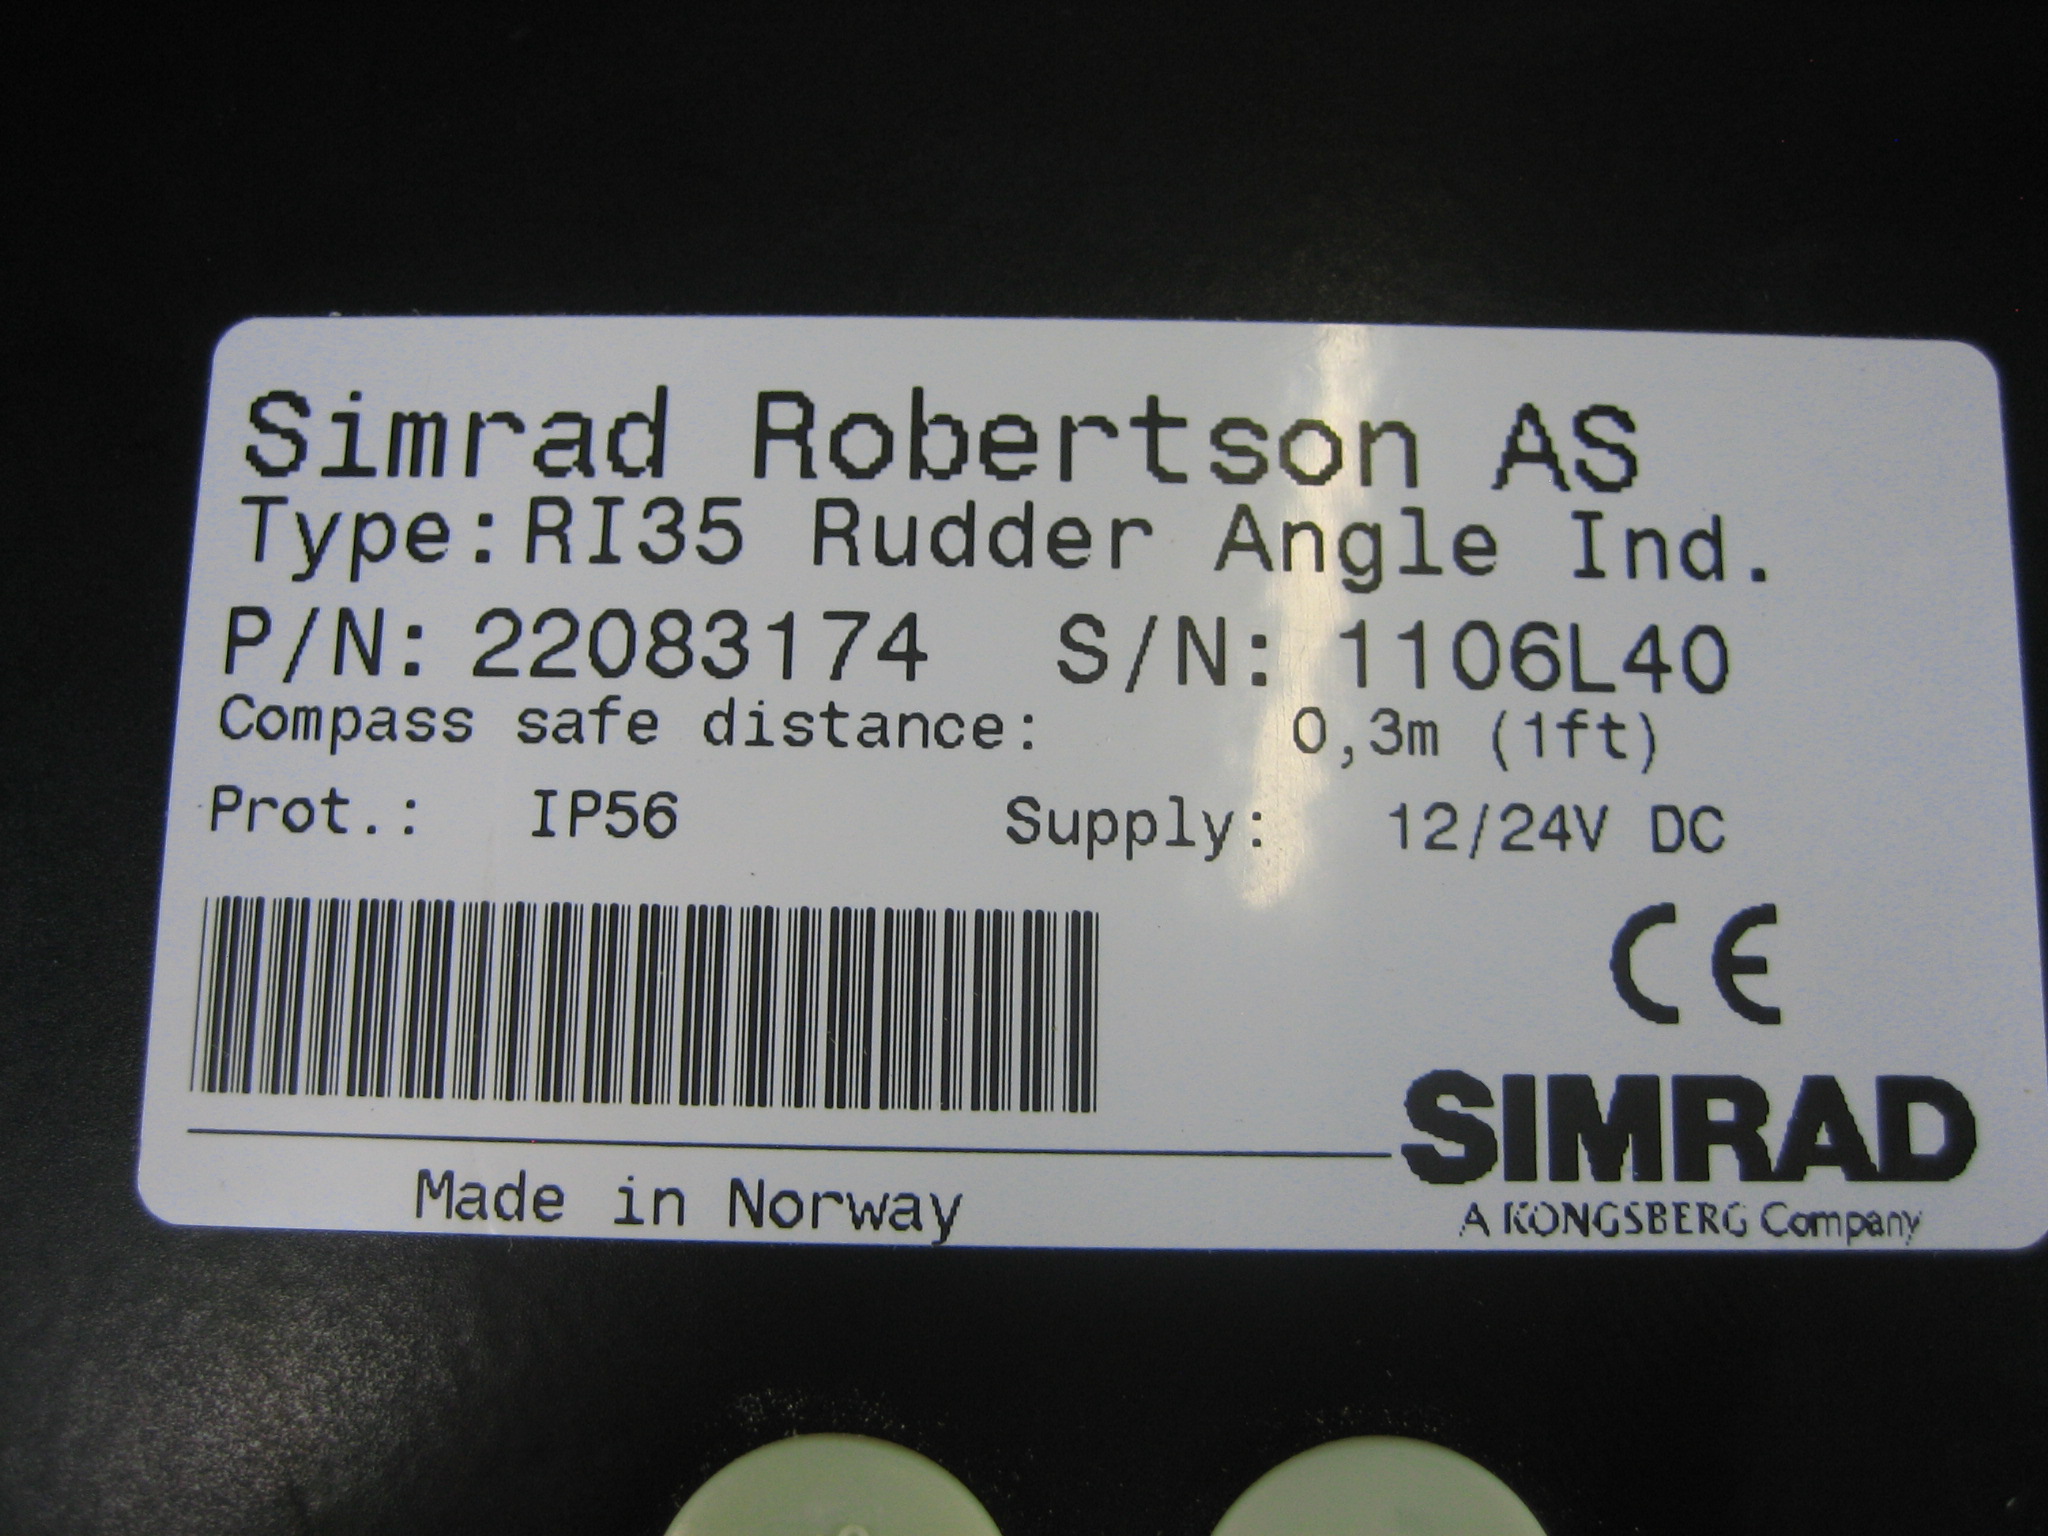 Simrad Robertson AS
Type:RI35 Rudder Angle Ind.
P/N: 22083174 S/N: 1106L40
Compass safe distance: 0,3m (1ft)
Prot.: IP56 Supply: 12/24V DC
CE
SIMRAD
A KONGSBERG Company
Made in Norway